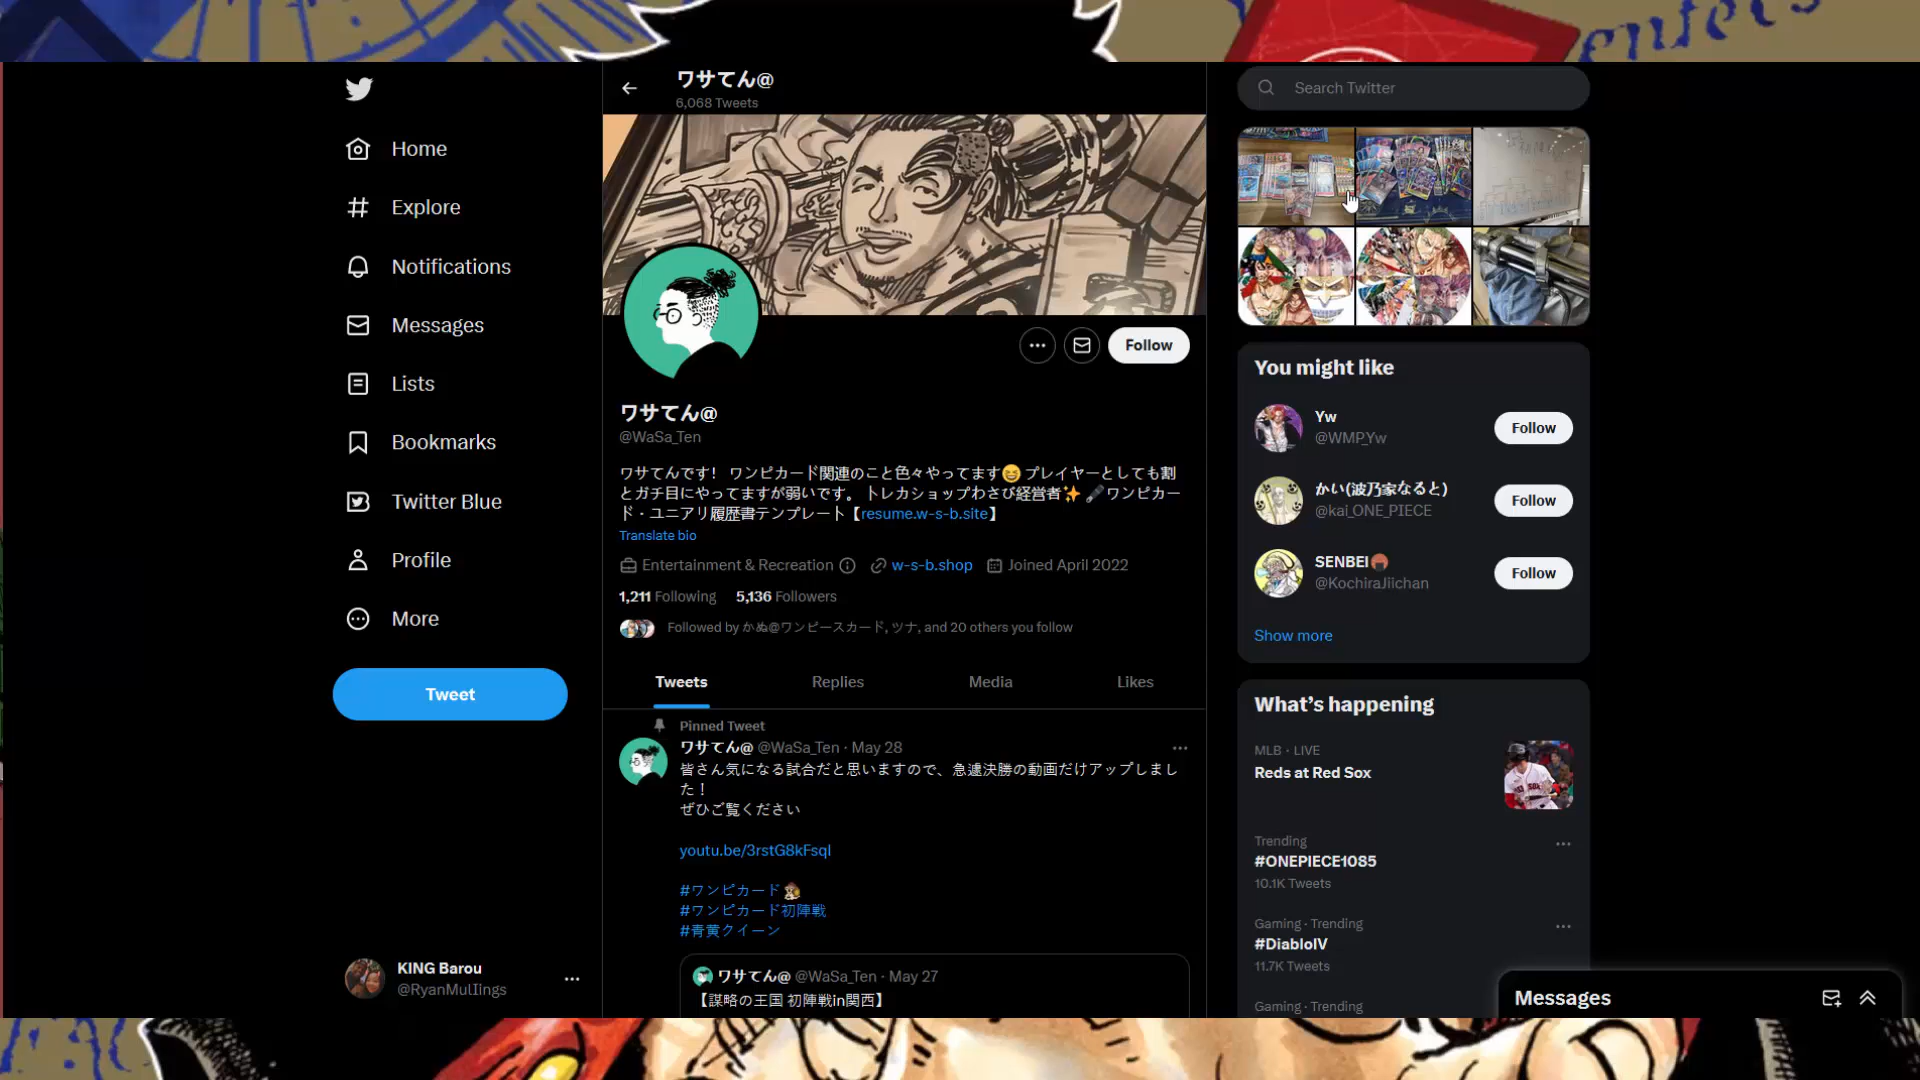 ワサてん@
6,068 Tweets
Search Twitter
Home
Explore
Notifications
Messages
Lists
Bookmarks
Twitter Blue
Profile
More
Tweet
KING Barou
@RyanMulIings
Follow
ワサてん@
@WaSa_Ten
ワサてんです！ ワンピカード関連のこと色々やってます😆プレイヤーとしても割
とガチ目にやってますが弱いです。トレカショップわさび経営者✨🖋ワンピカー
ド・ユニアリ履歴書テンプレート【resume.w-s-b.site】
Translate bio
Entertainment & Recreation w-s-b.shop Joined April 2022
1,211 Following 5,136 Followers
Followed by かぬ@ワンピースカード, ツナ, and 20 others you follow
Tweets Replies Media Likes
Pinned Tweet
ワサてん@ @WaSa_Ten · May 28
皆さん気になる試合だと思いますので、急遽決勝の動画だけアップしまし
た！
ぜひご覧ください
youtu.be/3rstG8kFsqI
#ワンピカード
#ワンピカード初陣戦
#青黄クイーン
ワサてん@ @WaSa_Ten · May 27
【謀略の王国 初陣戦in関西】
You might like
Yw
@WMP_Yw
Follow
かい(波乃家なると)
@kai_ONE_PIECE
Follow
SENBEI
@KochiraJiichan
Follow
Show more
What's happening
MLB · LIVE
Reds at Red Sox
Trending
#ONEPIECE1085
10.1K Tweets
Gaming · Trending
#DiabloIV
11.7K Tweets
Gaming · Trending
Messages